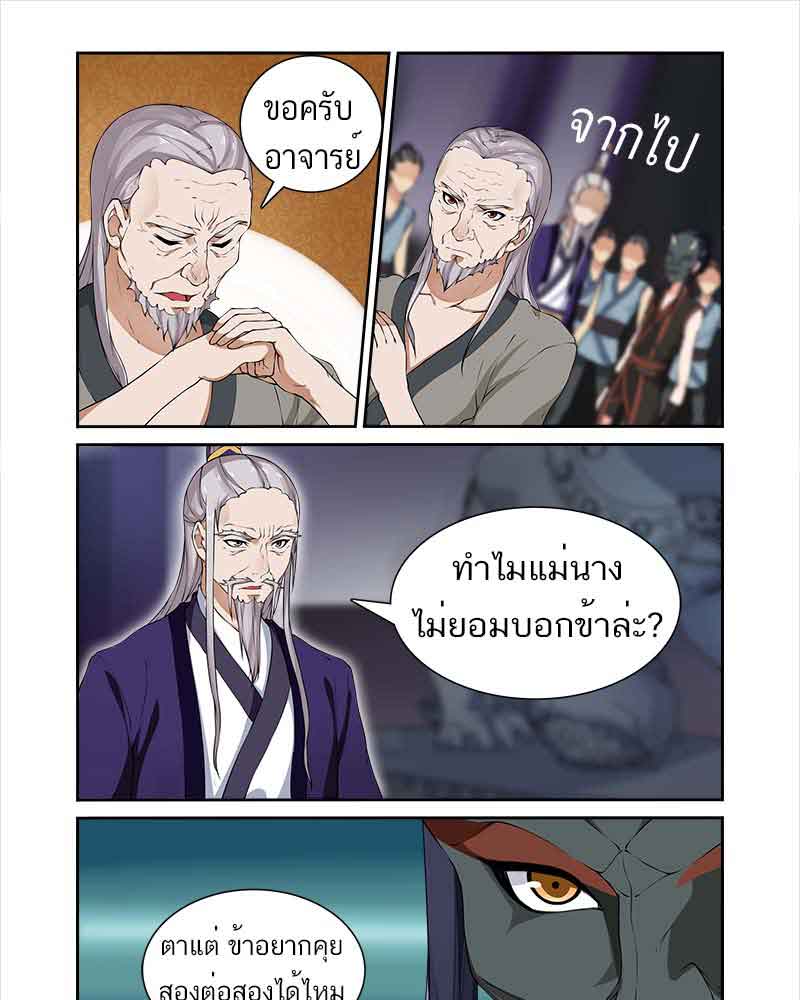 ขอครับ
อาจารย์
จากไป
ทำไมแม่นาง
ไม่ยอมบอกข้าล่ะ?
ตาแต่ ข้าอยากคุย
สองต่อสองได้ไหม